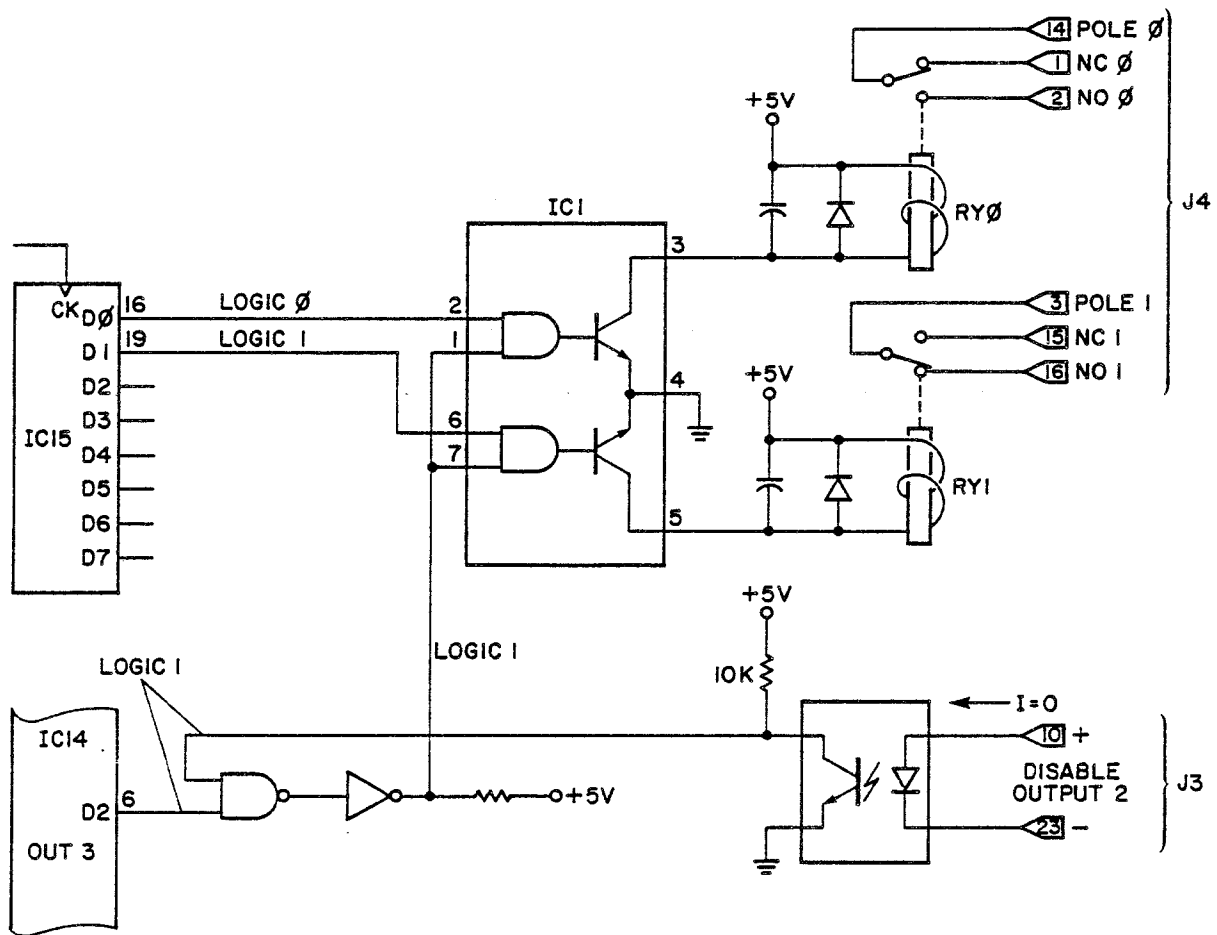 14 POLE Ø
1 NC Ø
2 NO Ø
+5V
RYØ
J4
IC1
3
CK
DØ 16 LOGIC Ø 2
D1 19 LOGIC 1 1
D2
D3
D4
D5
D6
D7
IC15
4
6
7
5
3 POLE 1
15 NC 1
16 NO 1
+5V
RY1
LOGIC 1
LOGIC 1
+5V
10K
I=0
10 +
DISABLE
OUTPUT 2
23 –
J3
IC14
D2 6
OUT 3
+5V